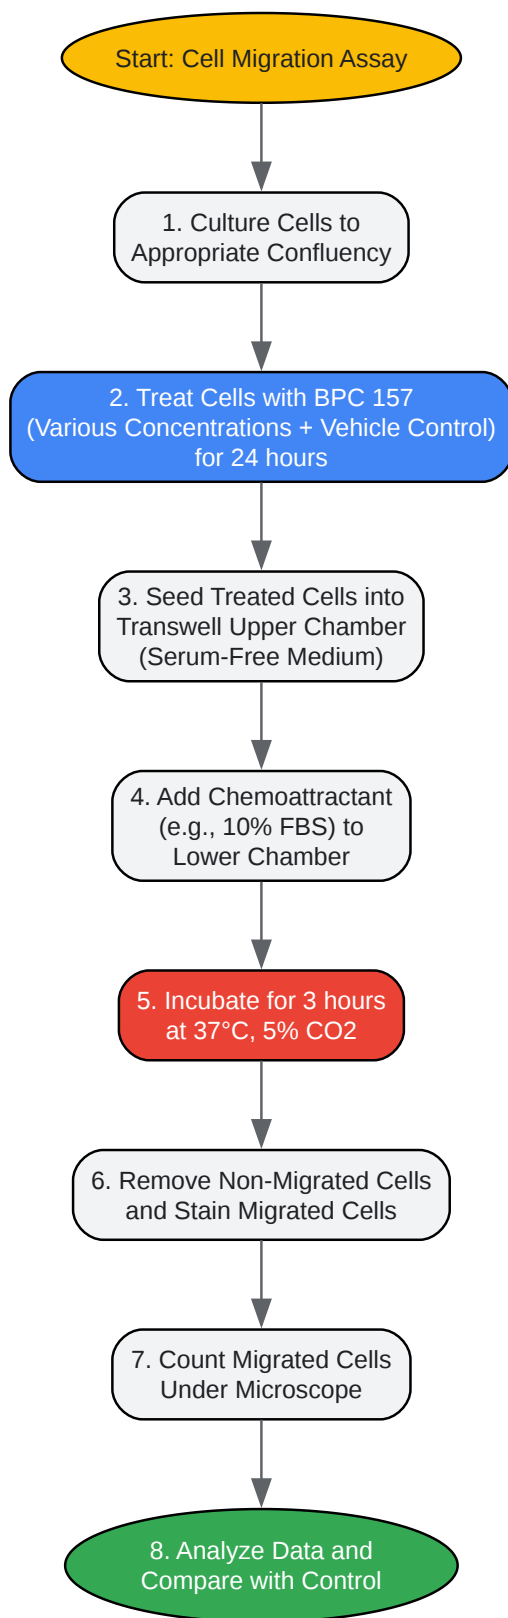 Start: Cell Migration Assay
1. Culture Cells to
Appropriate Confluency
2. Treat Cells with BPC 157
(Various Concentrations + Vehicle Control)
for 24 hours
3. Seed Treated Cells into
Transwell Upper Chamber
(Serum-Free Medium)
4. Add Chemoattractant
(e.g., 10% FBS) to
Lower Chamber
5. Incubate for 3 hours
at 37°C, 5% CO2
6. Remove Non-Migrated Cells
and Stain Migrated Cells
7. Count Migrated Cells
Under Microscope
8. Analyze Data and
Compare with Control